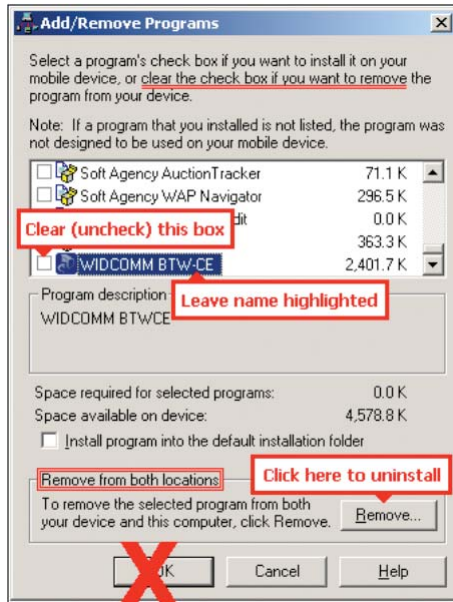 Add/Remove Programs
Select a program's check box if you want to install it on your
mobile device, or clear the check box if you want to remove the
program from your device.
Note: If a program that you installed is not listed, the program was
not designed to be used on your mobile device.
Soft Agency AuctionTracker 71.1 K
Soft Agency WAP Navigator 296.5 K
dit 0.0 K
Clear (uncheck) this box
363.3 K
WIDCOMM BTW-CE 2,401.7 K
Program description
Leave name highlighted
WIDCOMM BTWCE
Space required for selected programs: 0.0 K
Space available on device: 4,578.8 K
Install program into the default installation folder
Remove from both locations
Click here to uninstall
To remove the selected program from both
your device and this computer, click Remove.
Remove...
X
OK Cancel Help